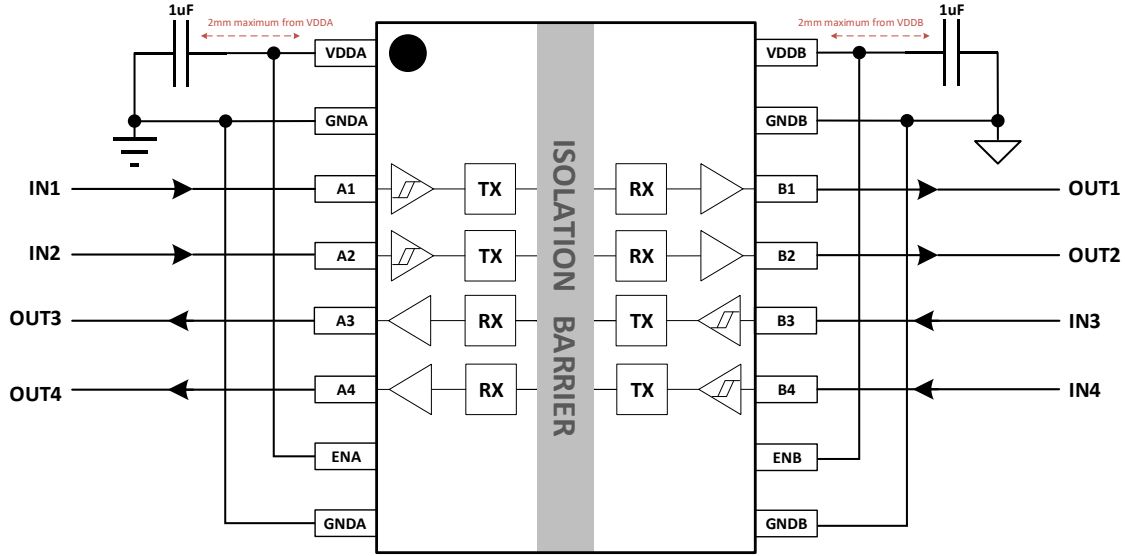 1uF
2mm maximum from VDDA
2mm maximum from VDDB
1uF
VDDA
VDDB
GNDA
GNDB
IN1
A1
TX
RX
B1
OUT1
IN2
A2
TX
RX
B2
OUT2
OUT3
A3
RX
TX
B3
IN3
OUT4
A4
RX
TX
B4
IN4
ISOLATION BARRIER
ENA
ENB
GNDA
GNDB